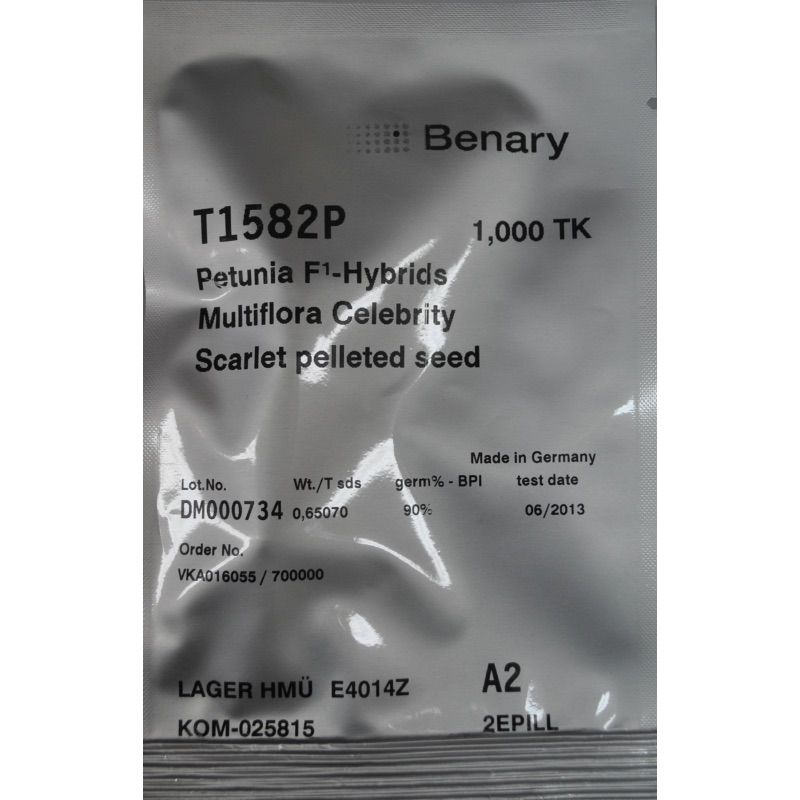 Benary
T1582P 1,000 TK
Petunia F¹-Hybrids
Multiflora Celebrity
Scarlet pelleted seed
Made in Germany
Lot.No. Wt./T sds germ% - BPI test date
DM000734 0,65070 90% 06/2013
Order No.
VKA016055 / 700000
LAGER HMÜ E4014Z A2
KOM-025815 2EPILL